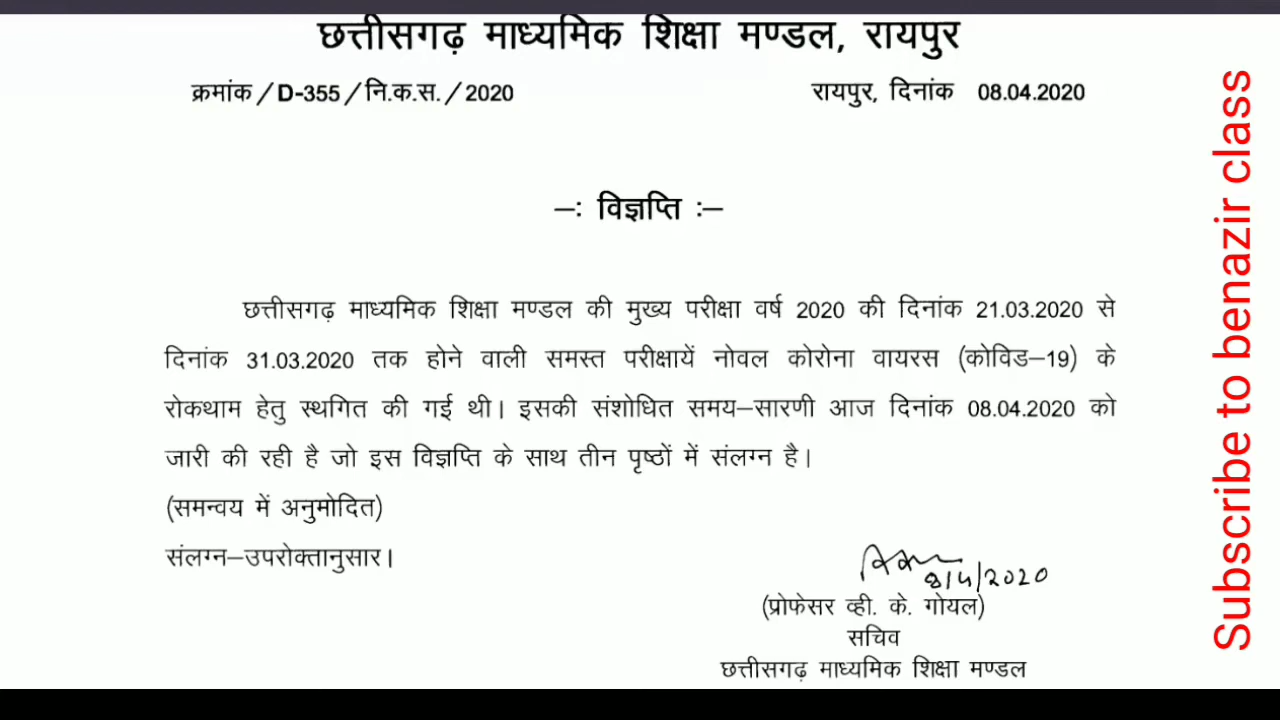 छत्तीसगढ़ माध्यमिक शिक्षा मण्डल, रायपुर
क्रमांक/D-355/नि.क.स./2020 रायपुर, दिनांक 08.04.2020
–: विज्ञप्ति :–
छत्तीसगढ़ माध्यमिक शिक्षा मण्डल की मुख्य परीक्षा वर्ष 2020 की दिनांक 21.03.2020 से
दिनांक 31.03.2020 तक होने वाली समस्त परीक्षायें नोवल कोरोना वायरस (कोविड–19) के
रोकथाम हेतु स्थगित की गई थी। इसकी संशोधित समय–सारणी आज दिनांक 08.04.2020 को
जारी की रही है जो इस विज्ञप्ति के साथ तीन पृष्ठों में संलग्न है।
(समन्वय में अनुमोदित)
संलग्न–उपरोक्तानुसार।
8/4/2020
(प्रोफेसर व्ही. के. गोयल)
सचिव
छत्तीसगढ़ माध्यमिक शिक्षा मण्डल
Subscribe to benazir class